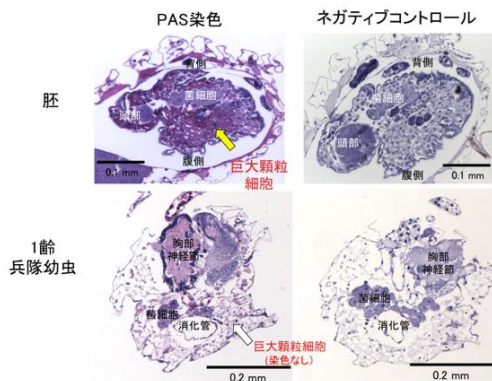 PAS染色
ネガティブコントロール
胚
背側
菌細胞
頭部
腹側
巨大顆粒
細胞
0.1 mm
背側
菌細胞
頭部
腹側
0.1 mm
1齢
兵隊幼虫
胸部
神経節
菌細胞
消化管
巨大顆粒細胞
(染色なし)
0.2 mm
胸部
神経節
菌細胞
消化管
0.2 mm